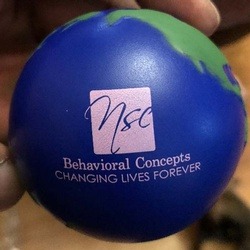 nsc
Behavioral Concepts
CHANGING LIVES FOREVER